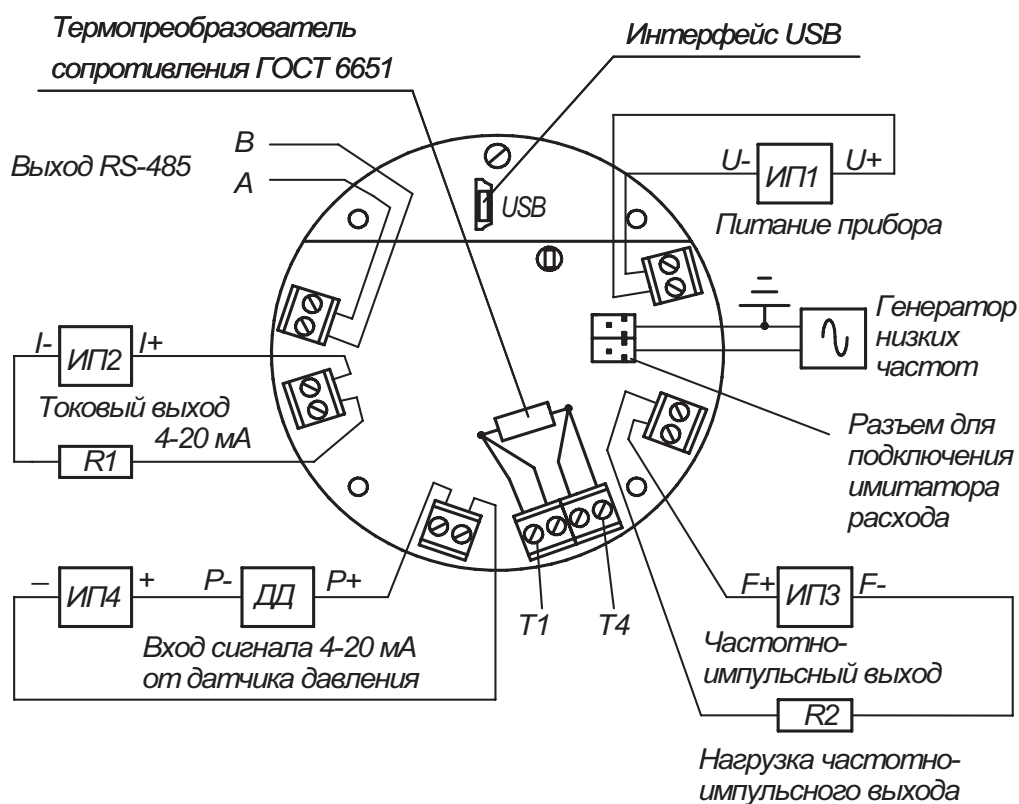 Термопреобразователь
сопротивления ГОСТ 6651
Интерфейс USB
Выход RS-485
B
A
USB
U-
ИП1
U+
Питание прибора
Генератор
низких
частот
I-
ИП2
I+
Токовый выход
4-20 мА
R1
Разъем для
подключения
имитатора
расхода
–
ИП4
+
P-
ДД
P+
Вход сигнала 4-20 мА
от датчика давления
T1
T4
F+
ИП3
F-
Частотно-
импульсный выход
R2
Нагрузка частотно-
импульсного выхода